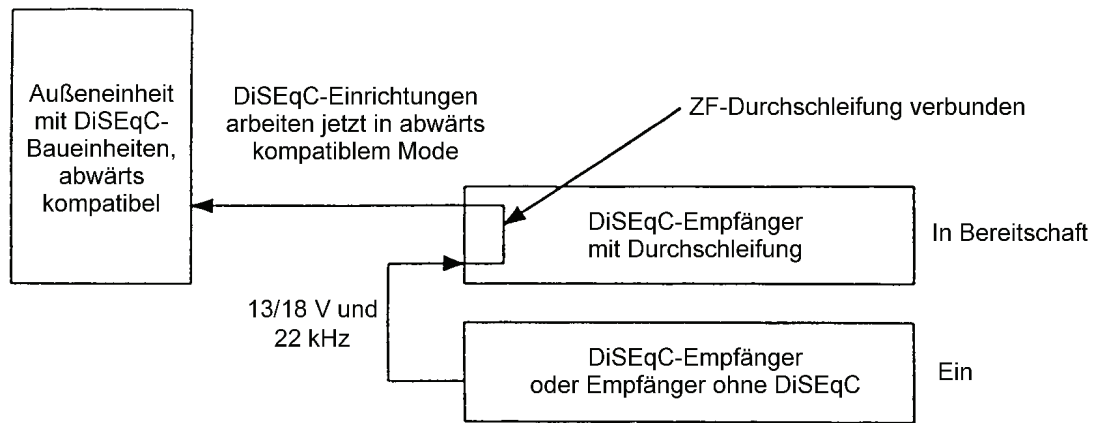 Außeneinheit
mit DiSEqC-
Baueinheiten,
abwärts
kompatibel
DiSEqC-Einrichtungen
arbeiten jetzt in abwärts
kompatiblem Mode
ZF-Durchschleifung verbunden
DiSEqC-Empfänger
mit Durchschleifung
In Bereitschaft
13/18 V und
22 kHz
DiSEqC-Empfänger
oder Empfänger ohne DiSEqC
Ein